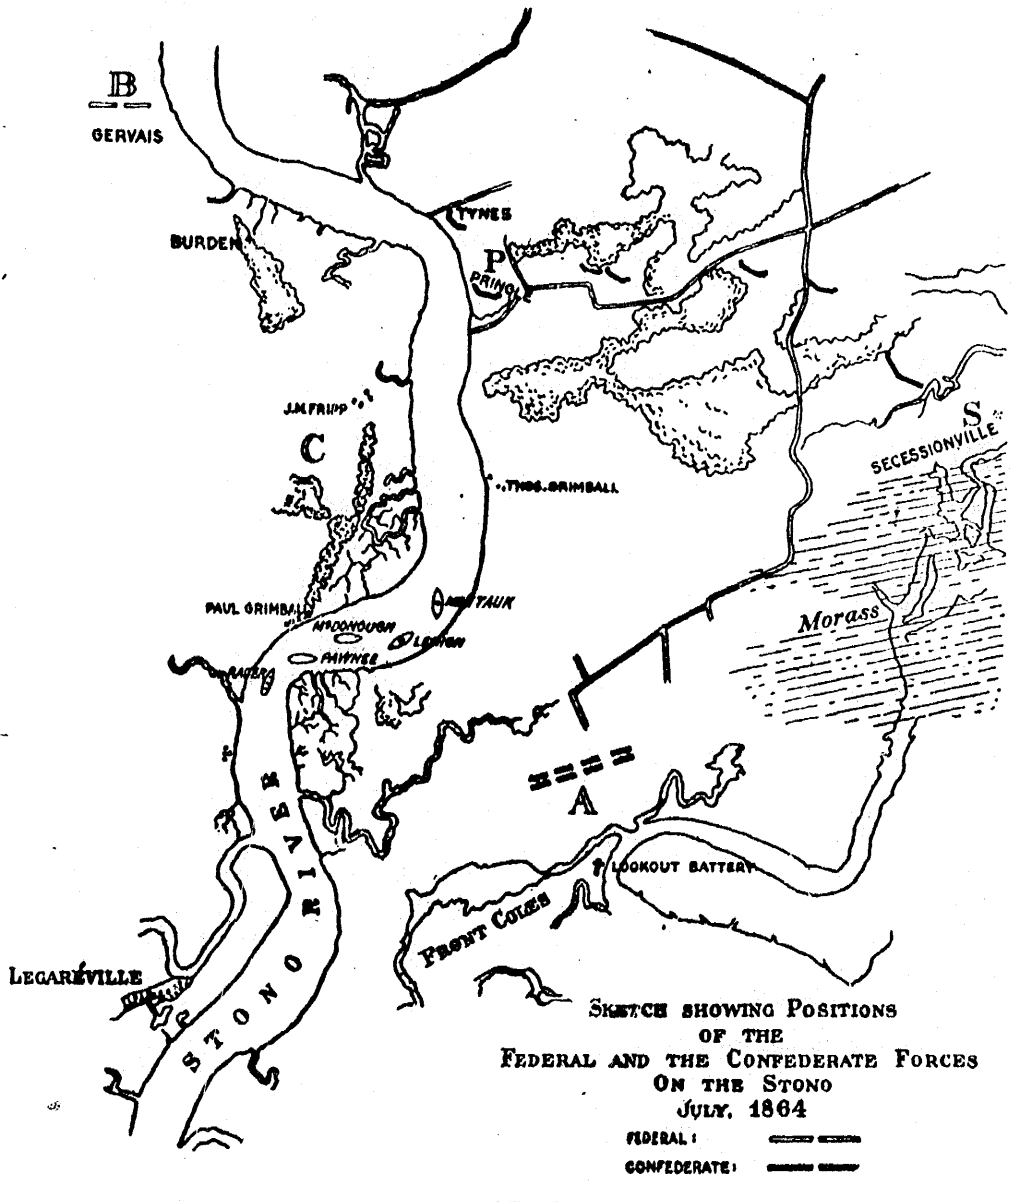 B
GERVAIS
TYNES
BURDEN
P
PRINGLE
J.M. FRIPP
C
S
SECESSIONVILLE
THOS. GRIMBALL
PAUL GRIMBALL
MONTAUK
McDONOUGH
LEHIGH
PAWNEE
RACER
Morass
A
LOOKOUT BATTERY
FRONT COLES
STONO RIVER
LEGARÉVILLE
SKETCH SHOWING POSITIONS
OF THE
FEDERAL AND THE CONFEDERATE FORCES
ON THE STONO
JULY, 1864
FEDERAL:
CONFEDERATE: